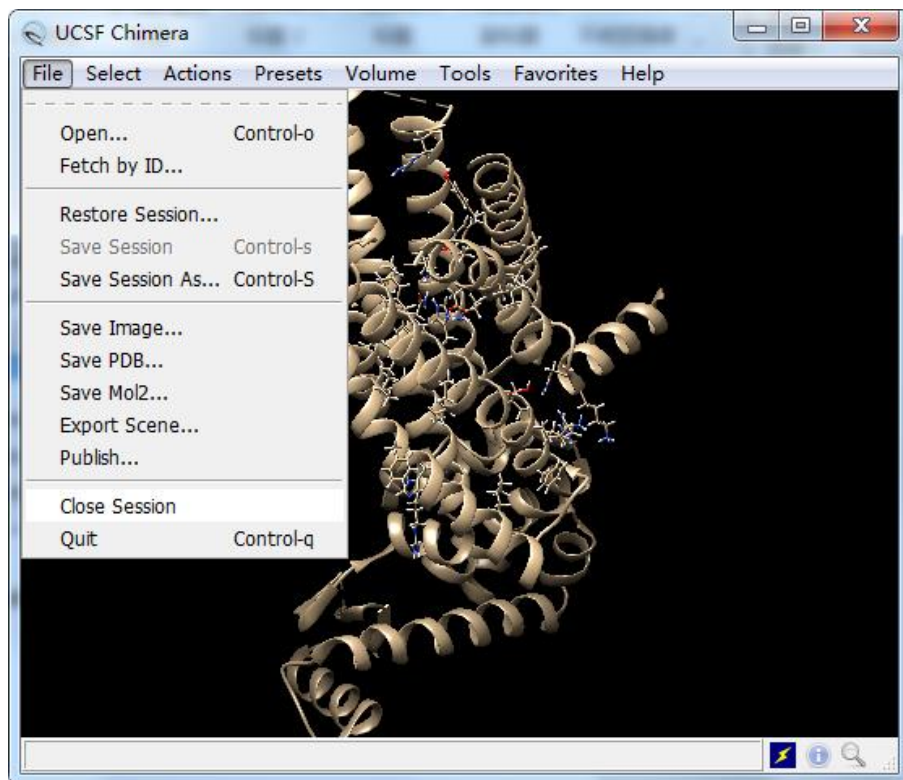 UCSF Chimera
File Select Actions Presets Volume Tools Favorites Help
Open... Control-o
Fetch by ID...
Restore Session...
Save Session Control-s
Save Session As... Control-S
Save Image...
Save PDB...
Save Mol2...
Export Scene...
Publish...
Close Session
Quit Control-q